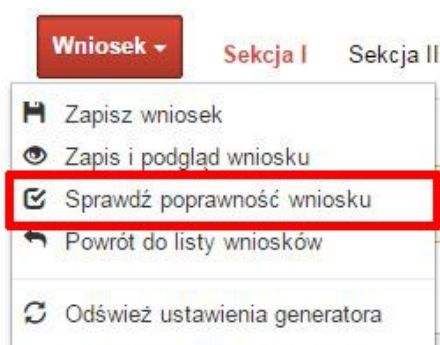 Wniosek Sekcja I Sekcja II
Zapisz wniosek
Zapis i podgląd wniosku
Sprawdź poprawność wniosku
Powrót do listy wniosków
Odśwież ustawienia generatora